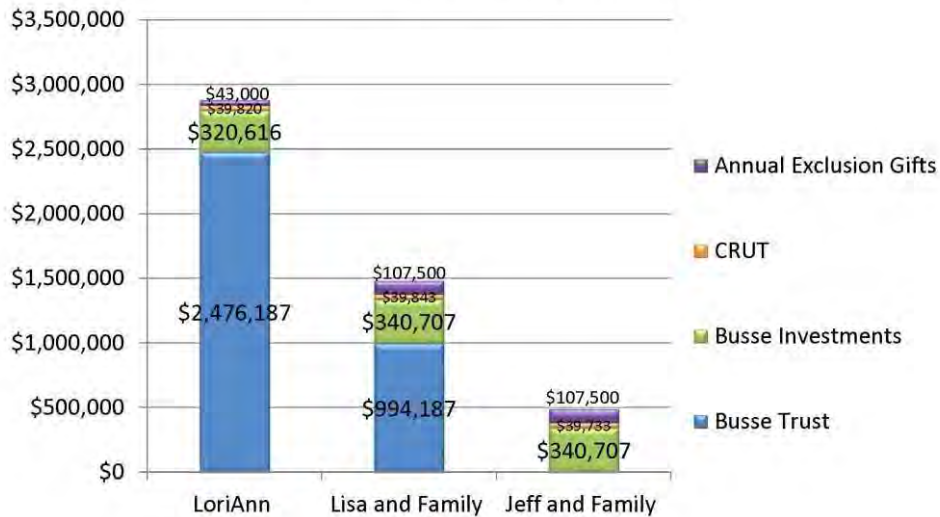 $3,500,000
$3,000,000
$2,500,000
$2,000,000
$1,500,000
$1,000,000
$500,000
$0
$43,000
$39,820
$320,616
$2,476,187
$107,500
$39,843
$340,707
$994,187
$107,500
$39,733
$340,707
LoriAnn
Lisa and Family
Jeff and Family
Annual Exclusion Gifts
CRUT
Busse Investments
Busse Trust